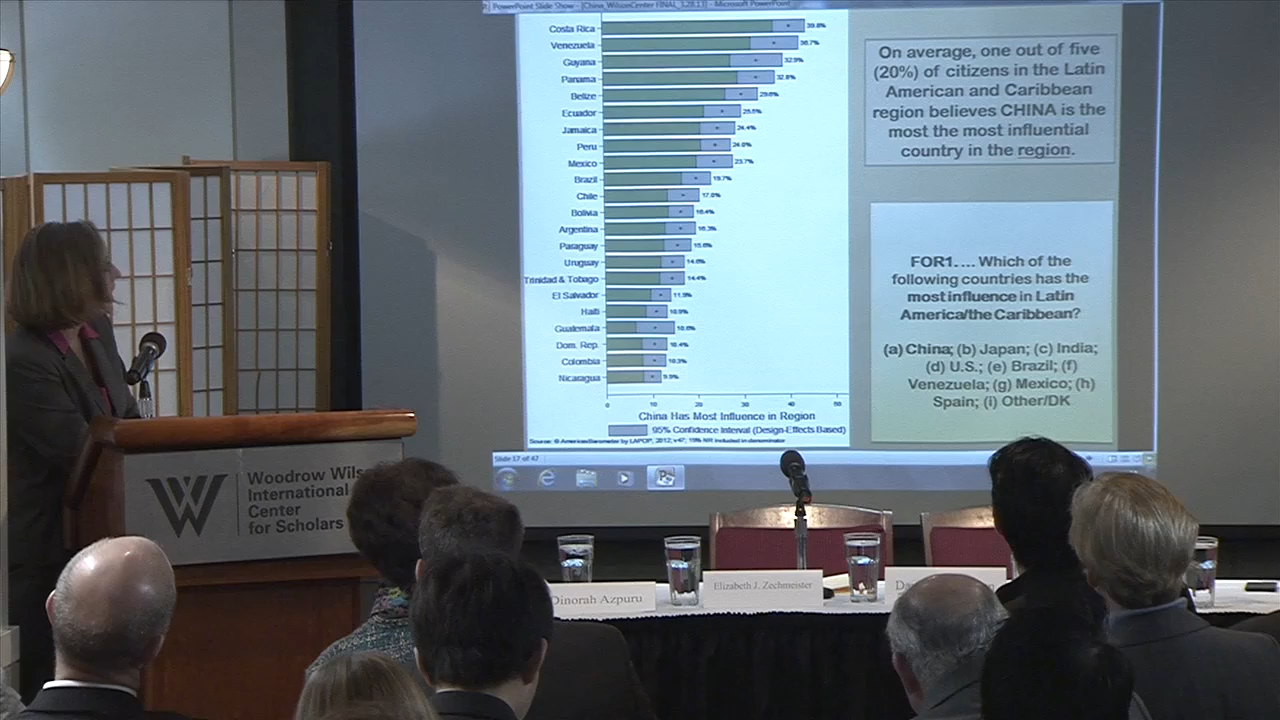 PowerPoint Slide Show - [China_WilsonCenter FINAL_3.28.13] - Microsoft PowerPoint
Costa Rica 39.8%
Venezuela 38.7%
Guyana 32.9%
Panama 32.8%
Belize 29.6%
Ecuador
Jamaica 24.4%
Peru 24.0%
Mexico 23.7%
Brazil 19.7%
Chile 17.0%
Bolivia 16.4%
Argentina 16.3%
Paraguay 15.6%
Uruguay 14.6%
Trinidad & Tobago 14.4%
El Salvador 11.9%
Haiti 10.9%
Guatemala 10.6%
Dom. Rep. 10.4%
Colombia 10.3%
Nicaragua 9.9%
0 10 20 30 40 50
China Has Most Influence in Region
95% Confidence Interval (Design-Effects Based)
Source: © AmericasBarometer by LAPOP, 2012; v47; 15% NR included in denominator
On average, one out of five
(20%) of citizens in the Latin
American and Caribbean
region believes CHINA is the
most the most influential
country in the region.
FOR1.... Which of the
following countries has the
most influence in Latin
America/the Caribbean?
(a) China; (b) Japan; (c) India;
(d) U.S.; (e) Brazil; (f)
Venezuela; (g) Mexico; (h)
Spain; (i) Other/DK
Slide 17 of 47
W
Woodrow Wils
International
Center
for Scholars
Dinorah Azpuru
Elizabeth J. Zechmeister